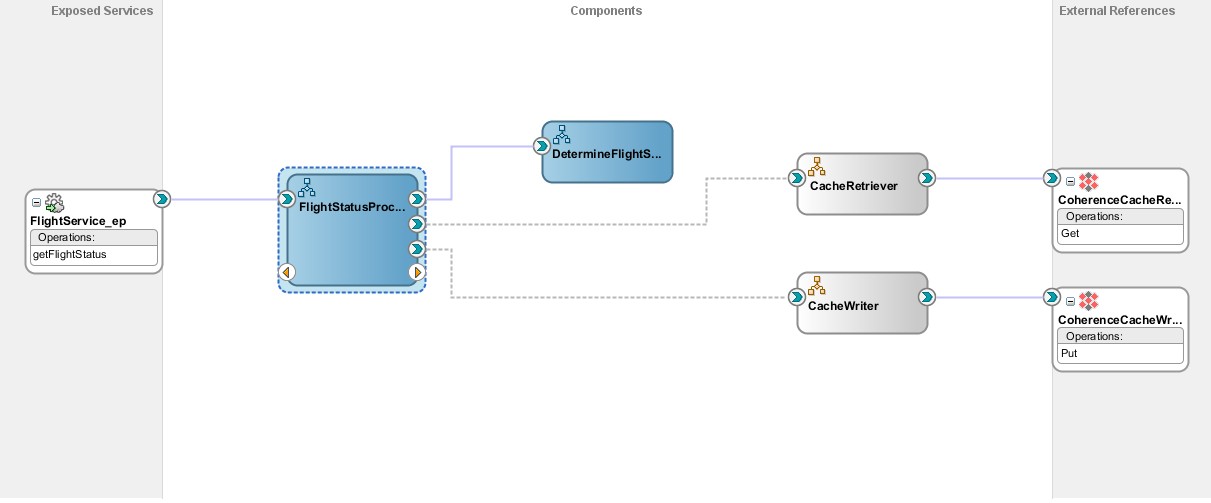 Exposed Services
Components
External References
DetermineFlightS...
CacheRetriever
FlightStatusProc...
FlightService_ep
Operations:
getFlightStatus
CoherenceCacheRe...
Operations:
Get
CacheWriter
CoherenceCacheWr...
Operations:
Put